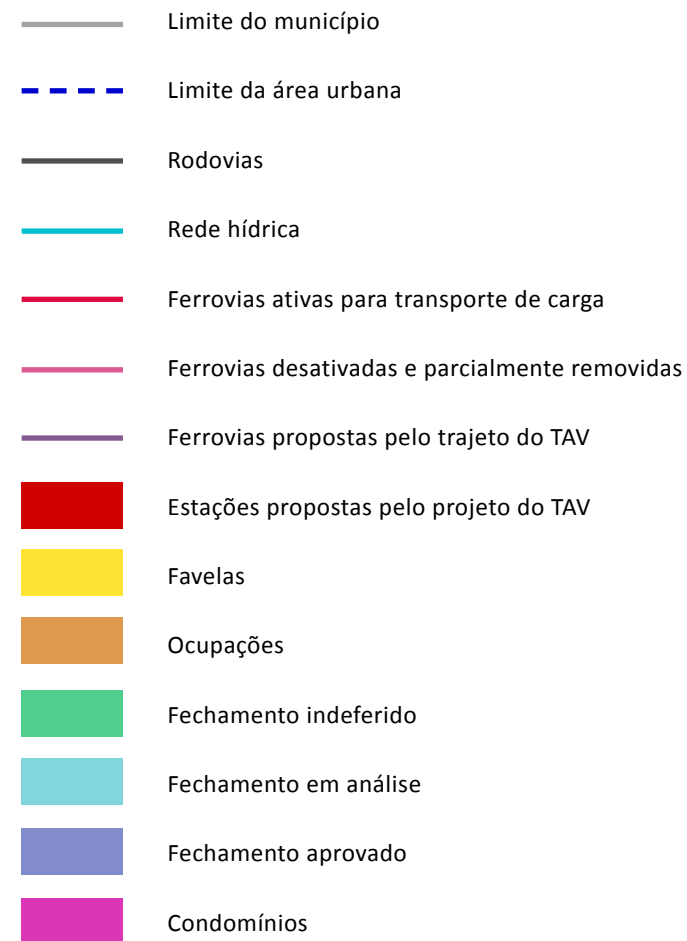 Limite do município
Limite da área urbana
Rodovias
Rede hídrica
Ferrovias ativas para transporte de carga
Ferrovias desativadas e parcialmente removidas
Ferrovias propostas pelo trajeto do TAV
Estações propostas pelo projeto do TAV
Favelas
Ocupações
Fechamento indeferido
Fechamento em análise
Fechamento aprovado
Condomínios